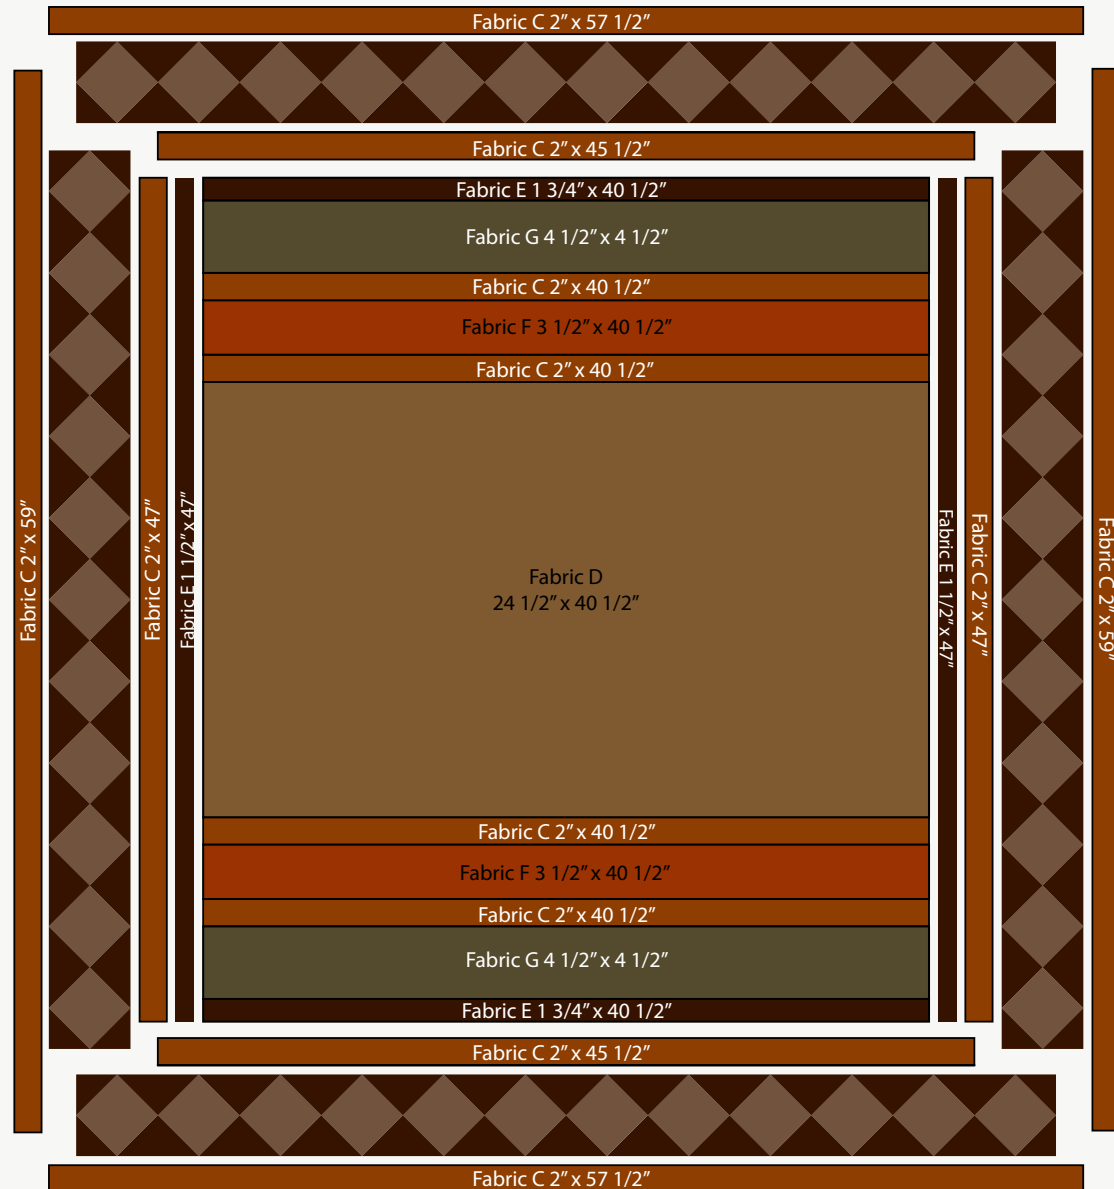 Fabric C 2” x 57 1/2”
Fabric C 2” x 45 1/2”
Fabric E 1 3/4” x 40 1/2”
Fabric G 4 1/2” x 4 1/2”
Fabric C 2” x 40 1/2”
Fabric F 3 1/2” x 40 1/2”
Fabric C 2” x 40 1/2”
Fabric C 2” x 59”
Fabric C 2” x 47”
Fabric E 1 1/2” x 47”
Fabric D
24 1/2” x 40 1/2”
Fabric E 1 1/2” x 47”
Fabric C 2” x 47”
Fabric C 2” x 59”
Fabric C 2” x 40 1/2”
Fabric F 3 1/2” x 40 1/2”
Fabric C 2” x 40 1/2”
Fabric G 4 1/2” x 4 1/2”
Fabric E 1 3/4” x 40 1/2”
Fabric C 2” x 45 1/2”
Fabric C 2” x 57 1/2”